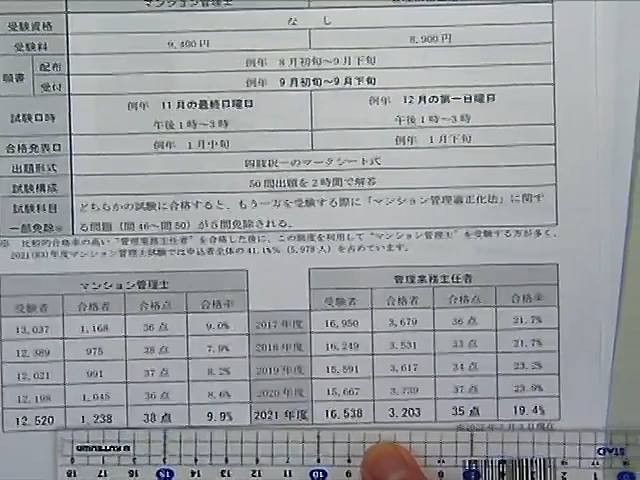 マンション管理士
受験資格 なし
受験料 9,400円 8,900円
願書 配布 例年 8月初旬～9月下旬
受付 例年 9月初旬～9月下旬
試験日時 例年 11月の最終日曜日 例年 12月の第一日曜日
午後1時～3時 午後1時～3時
合格発表日 例年 1月中旬 例年 1月下旬
出題形式 四肢択一のマークシート式
試験構成 50問出題を2時間で解答
試験科目 どちらかの試験に合格すると、もう一方を受験する際に「マンション管理適正化法」に関す
一部免除※ る問題（問46～問50）が5問免除される。
※ 比較的合格率の高い"管理業務主任者"を合格した後に、この制度を利用して"マンション管理士"を受験する方が多く、
2021(R3)年度マンション管理士試験では申込者全体の41.15%（5,978人）を占めています。
マンション管理士 管理業務主任者
受験者 合格者 合格点 合格率 受験者 合格者 合格点 合格率
13,037 1,168 36点 9.0% 2017年度 16,950 3,679 36点 21.7%
12,389 975 38点 7.9% 2018年度 16,249 3,531 33点 21.7%
12,021 991 37点 8.2% 2019年度 15,591 3,617 34点 23.2%
12,198 1,045 36点 8.6% 2020年度 15,667 3,739 37点 23.9%
12,520 1,238 38点 9.9% 2021年度 16,538 3,203 35点 19.4%
KUTSUWA
STAD
18 17 16 15 14 13 12 11 10 9